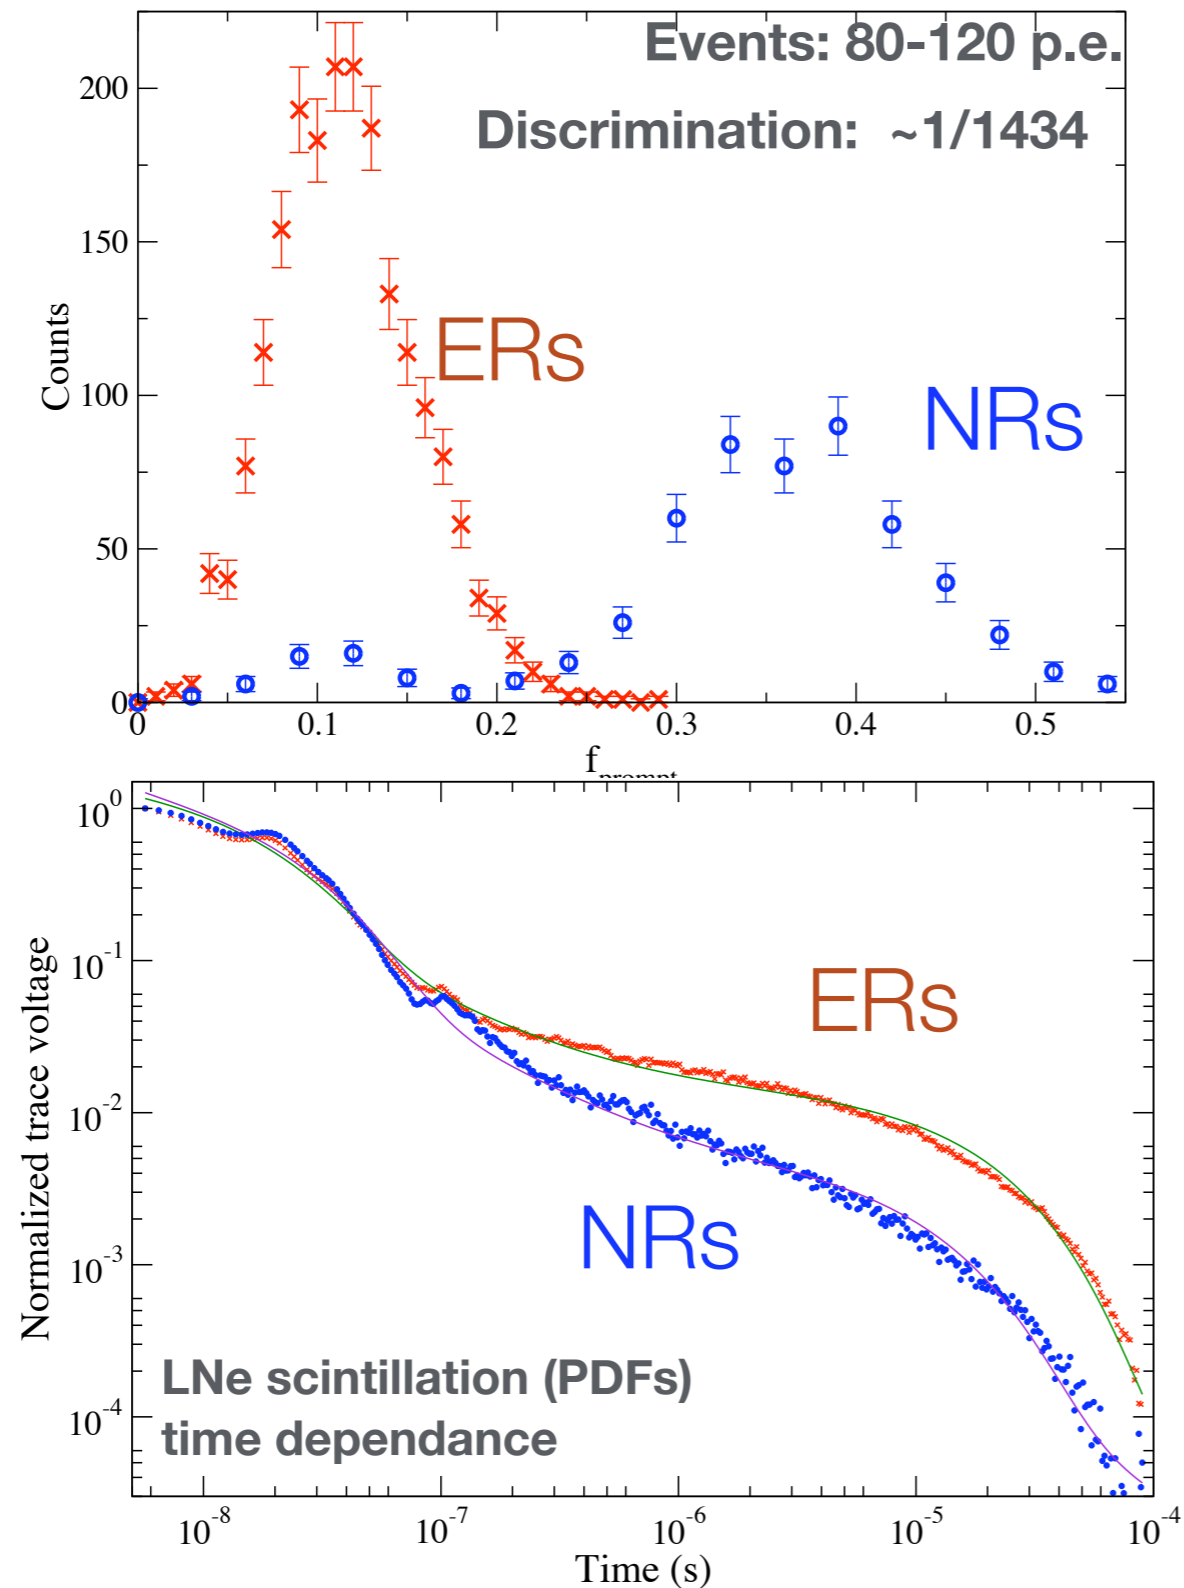 Events: 80-120 p.e.
Discrimination: ~1/1434
200
150
100
50
0
Counts
ERs
NRs
0 0.1 0.2 0.3 0.4 0.5
f_prompt
10^0
10^-1
10^-2
10^-3
10^-4
Normalized trace voltage
ERs
NRs
LNe scintillation (PDFs)
time dependance
10^-8 10^-7 10^-6 10^-5 10^-4
Time (s)